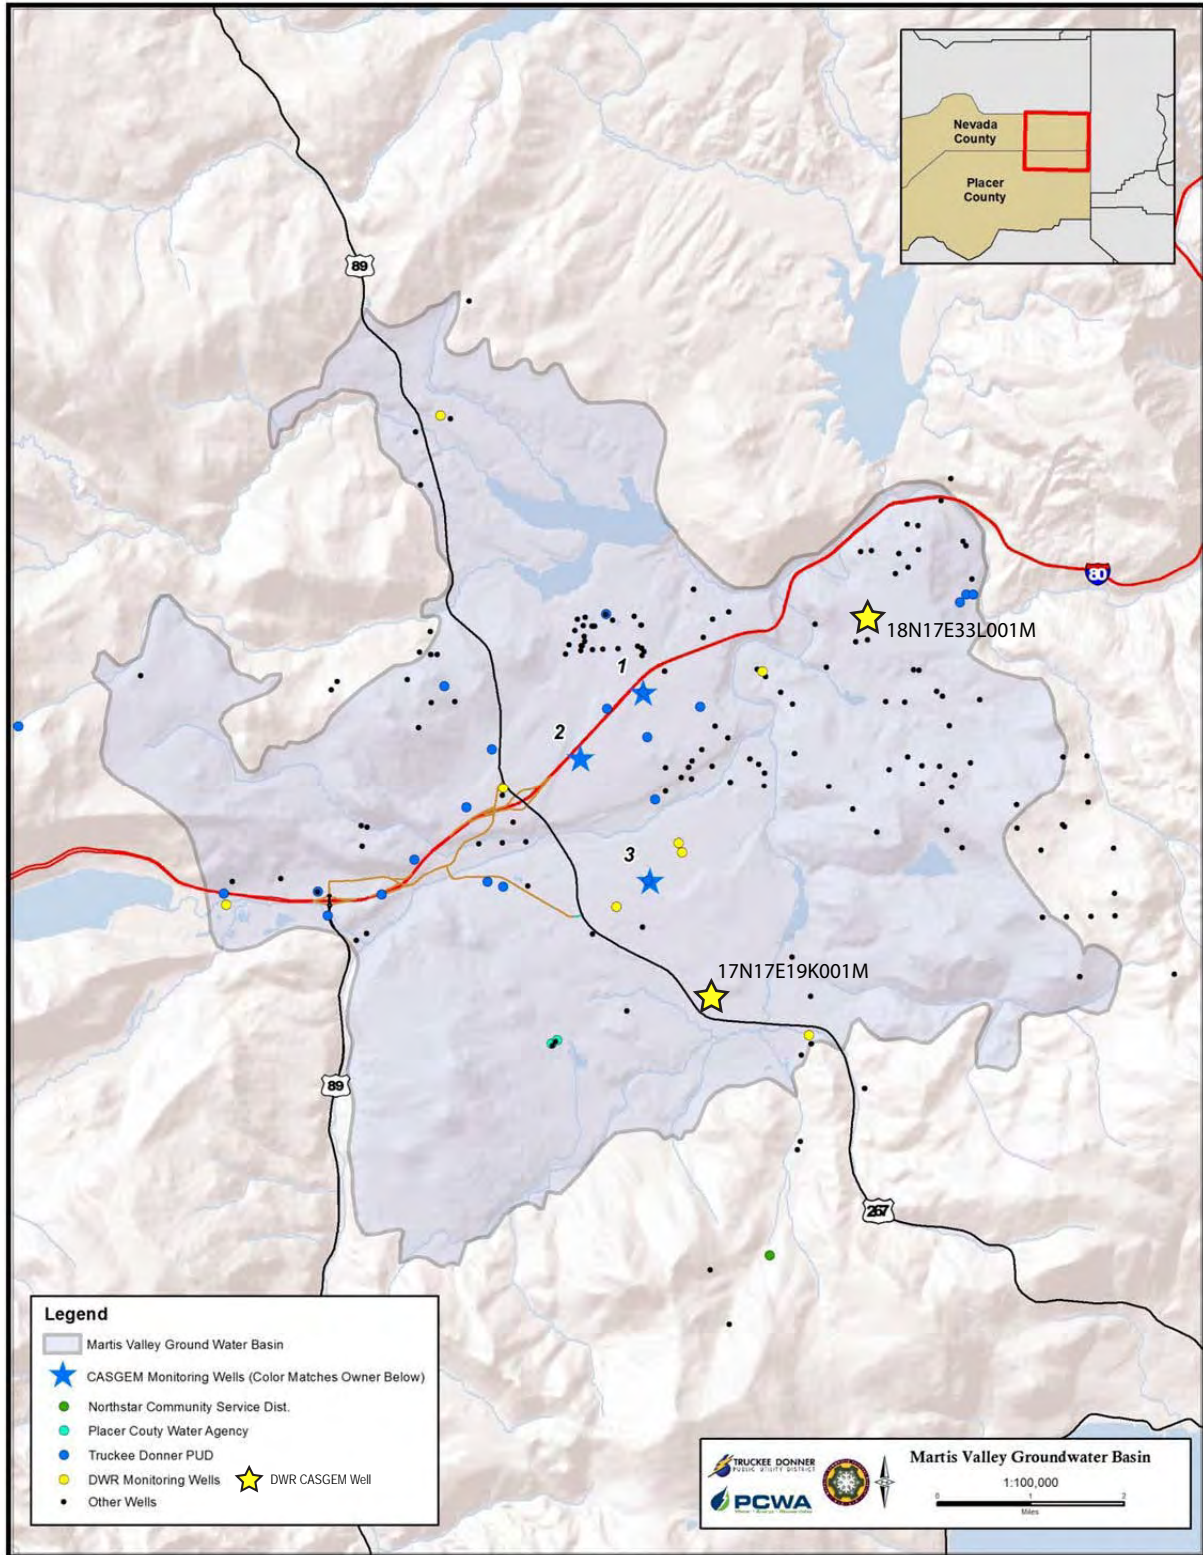 Nevada
County
Placer
County
89
80
18N17E33L001M
1
2
3
17N17E19K001M
89
267
Legend
Martis Valley Ground Water Basin
CASGEM Monitoring Wells (Color Matches Owner Below)
Northstar Community Service Dist.
Placer Couty Water Agency
Truckee Donner PUD
DWR Monitoring Wells
DWR CASGEM Well
Other Wells
TRUCKEE DONNER
PUBLIC UTILITY DISTRICT
PCWA
Martis Valley Groundwater Basin
1:100,000
0 1 2
Miles